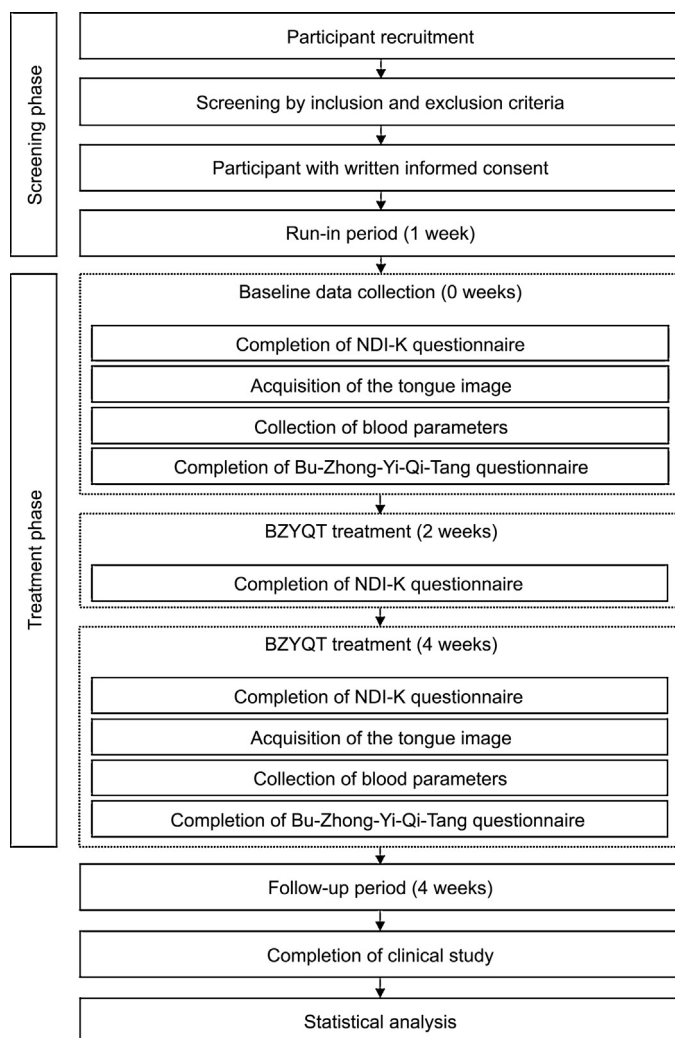 Screening phase
Participant recruitment
Screening by inclusion and exclusion criteria
Participant with written informed consent
Run-in period (1 week)
Treatment phase
Baseline data collection (0 weeks)
Completion of NDI-K questionnaire
Acquisition of the tongue image
Collection of blood parameters
Completion of Bu-Zhong-Yi-Qi-Tang questionnaire
BZYQT treatment (2 weeks)
Completion of NDI-K questionnaire
BZYQT treatment (4 weeks)
Completion of NDI-K questionnaire
Acquisition of the tongue image
Collection of blood parameters
Completion of Bu-Zhong-Yi-Qi-Tang questionnaire
Follow-up period (4 weeks)
Completion of clinical study
Statistical analysis